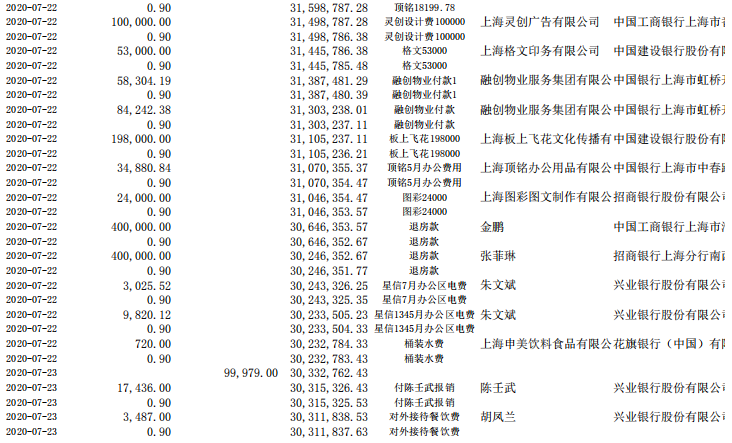 2020-07-22 0.90 31,598,787.28 顶铭18199.78
2020-07-22 100,000.00 31,498,787.28 灵创设计费100000 上海灵创广告有限公司 中国工商银行上海市
2020-07-22 0.90 31,498,786.38 灵创设计费100000
2020-07-22 53,000.00 31,445,786.38 格文53000 上海格文印务有限公司 中国建设银行股份有限
2020-07-22 0.90 31,445,785.48 格文53000
2020-07-22 58,304.19 31,387,481.29 融创物业付款1 融创物业服务集团有限公 中国银行上海市虹桥开
2020-07-22 0.90 31,387,480.39 融创物业付款1
2020-07-22 84,242.38 31,303,238.01 融创物业付款 融创物业服务集团有限公 中国银行上海市虹桥开
2020-07-22 0.90 31,303,237.11 融创物业付款
2020-07-22 198,000.00 31,105,237.11 板上飞花198000 上海板上飞花文化传播有 中国建设银行股份有限
2020-07-22 0.90 31,105,236.21 板上飞花198000
2020-07-22 34,880.84 31,070,355.37 顶铭5月办公费用 上海顶铭办公用品有限公 中国银行上海市中春路
2020-07-22 0.90 31,070,354.47 顶铭5月办公费用
2020-07-22 24,000.00 31,046,354.47 图彩24000 上海图彩图文制作有限公 招商银行股份有限公司
2020-07-22 0.90 31,046,353.57 图彩24000
2020-07-22 400,000.00 30,646,353.57 退房款 金鹏 中国工商银行上海市
2020-07-22 0.90 30,646,352.67 退房款
2020-07-22 400,000.00 30,246,352.67 退房款 张菲琳 招商银行上海分行南西
2020-07-22 0.90 30,246,351.77 退房款
2020-07-22 3,025.52 30,243,326.25 星信7月办公区电费 朱文斌 兴业银行股份有限公司
2020-07-22 0.90 30,243,325.35 星信7月办公区电费
2020-07-22 9,820.12 30,233,505.23 星信1345月办公区电费 朱文斌 兴业银行股份有限公司
2020-07-22 0.90 30,233,504.33 星信1345月办公区电费
2020-07-22 720.00 30,232,784.33 桶装水费 上海申美饮料食品有限公 花旗银行（中国）有限
2020-07-22 0.90 30,232,783.43 桶装水费
2020-07-23 99,979.00 30,332,762.43
2020-07-23 17,436.00 30,315,326.43 付陈壬武报销 陈壬武 兴业银行股份有限公司
2020-07-23 0.90 30,315,325.53 付陈壬武报销
2020-07-23 3,487.00 30,311,838.53 对外接待餐饮费 胡凤兰 兴业银行股份有限公司
2020-07-23 0.90 30,311,837.63 对外接待餐饮费